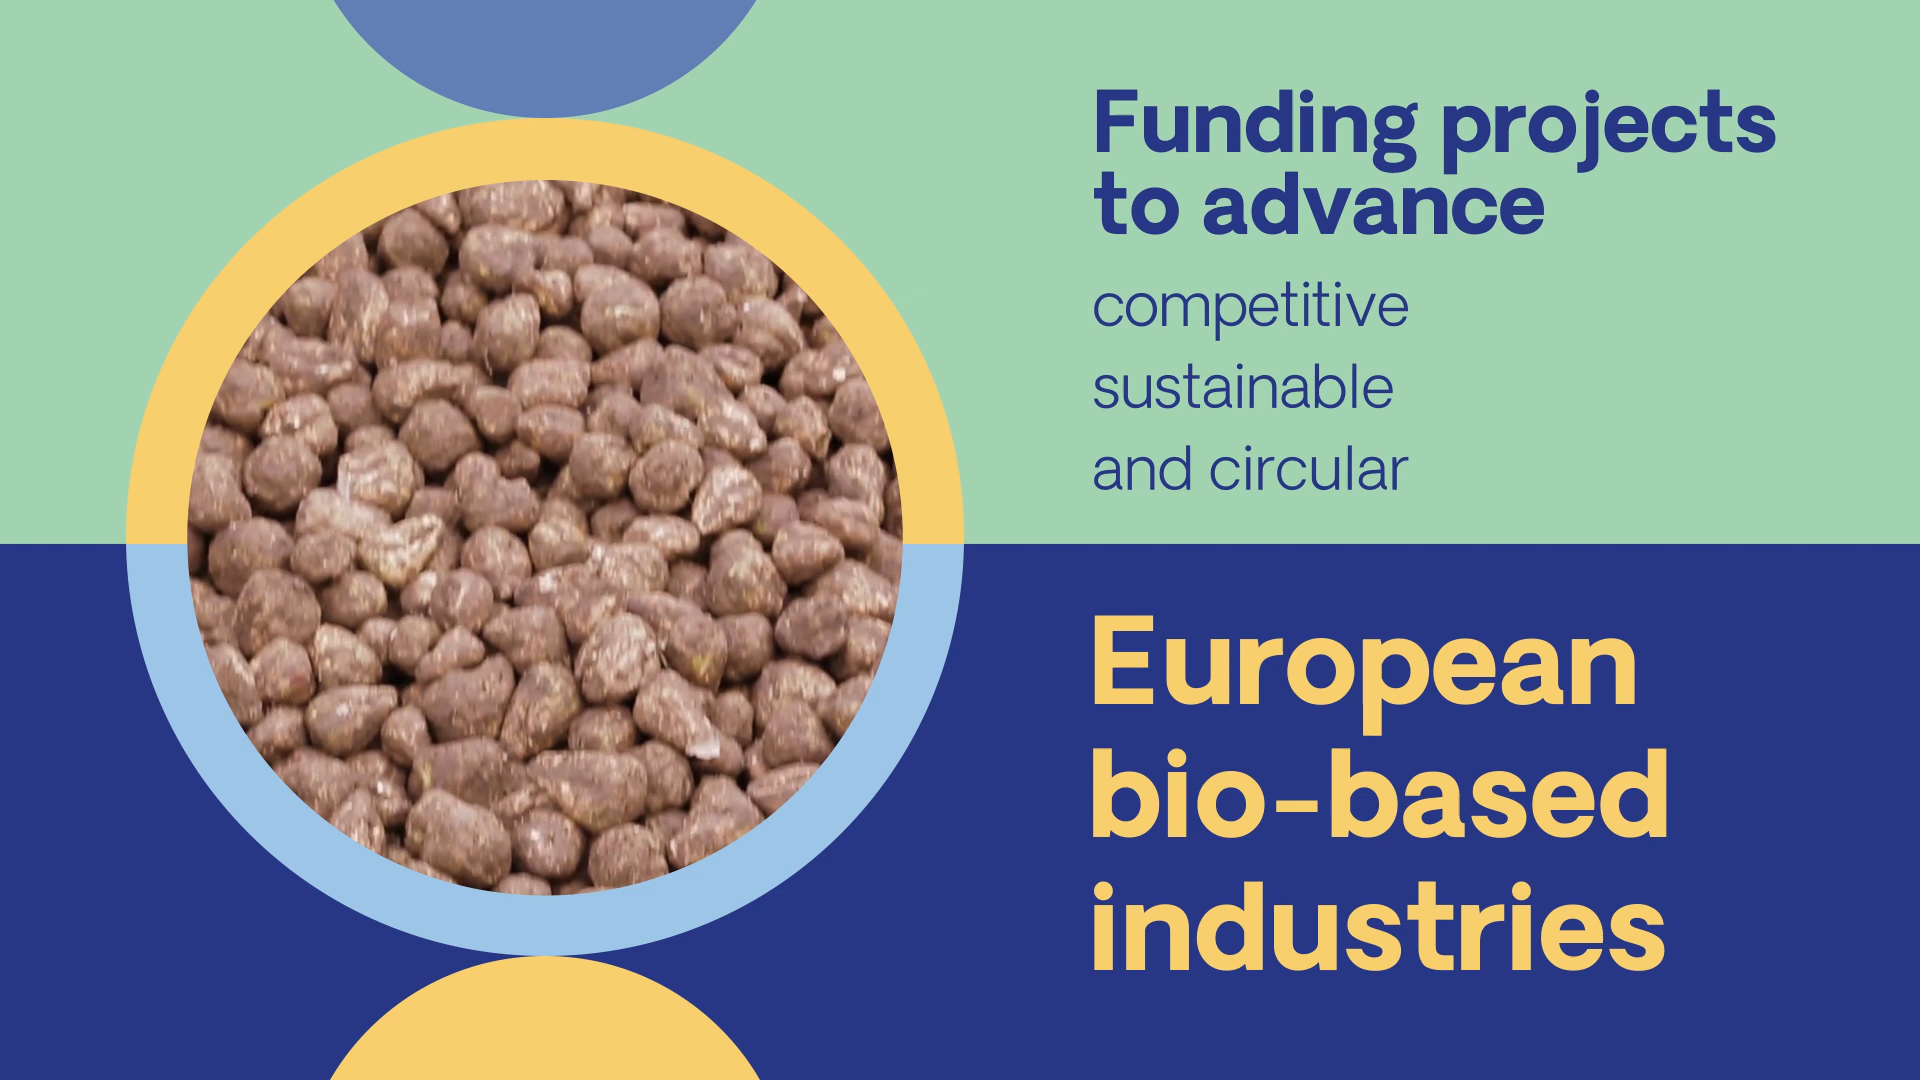 Funding projects
to advance
competitive
sustainable
and circular
European
bio-based
industries